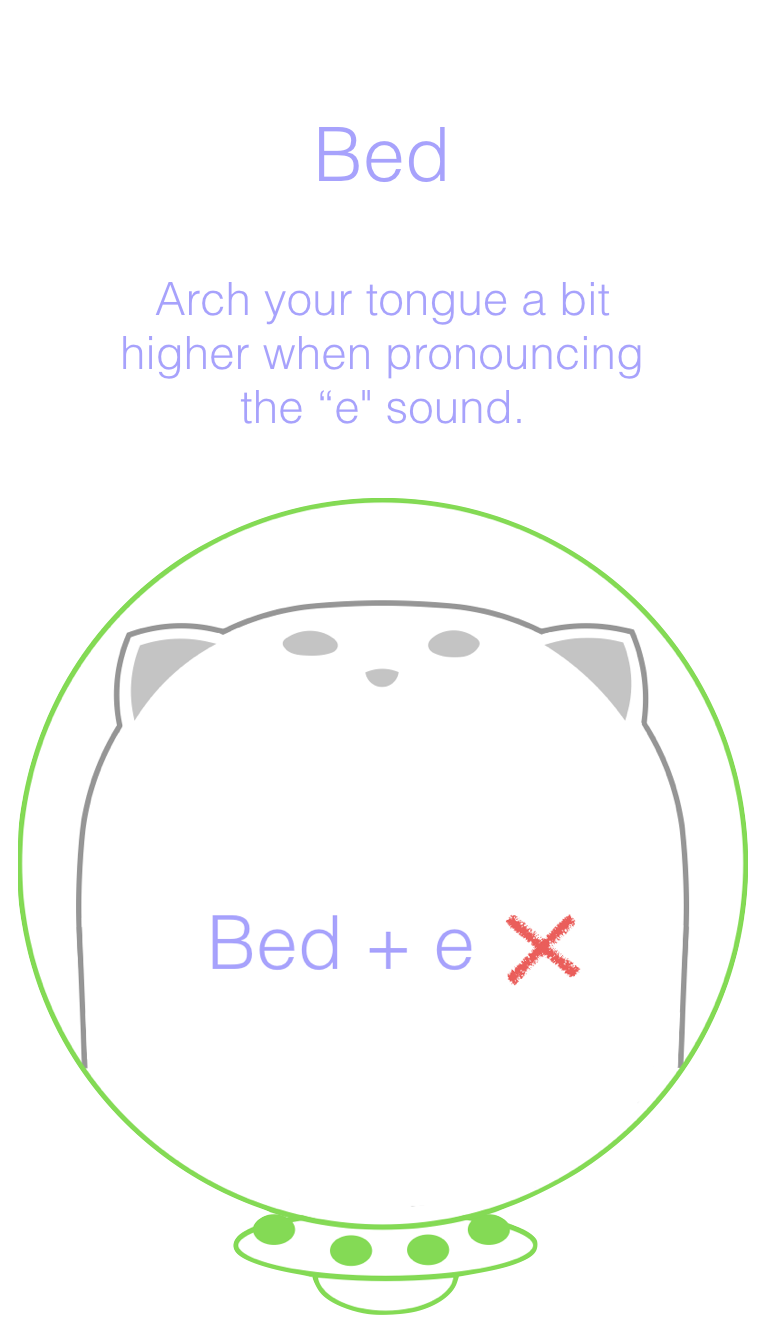 Bed
Arch your tongue a bit
higher when pronouncing
the “e" sound.
Bed + e